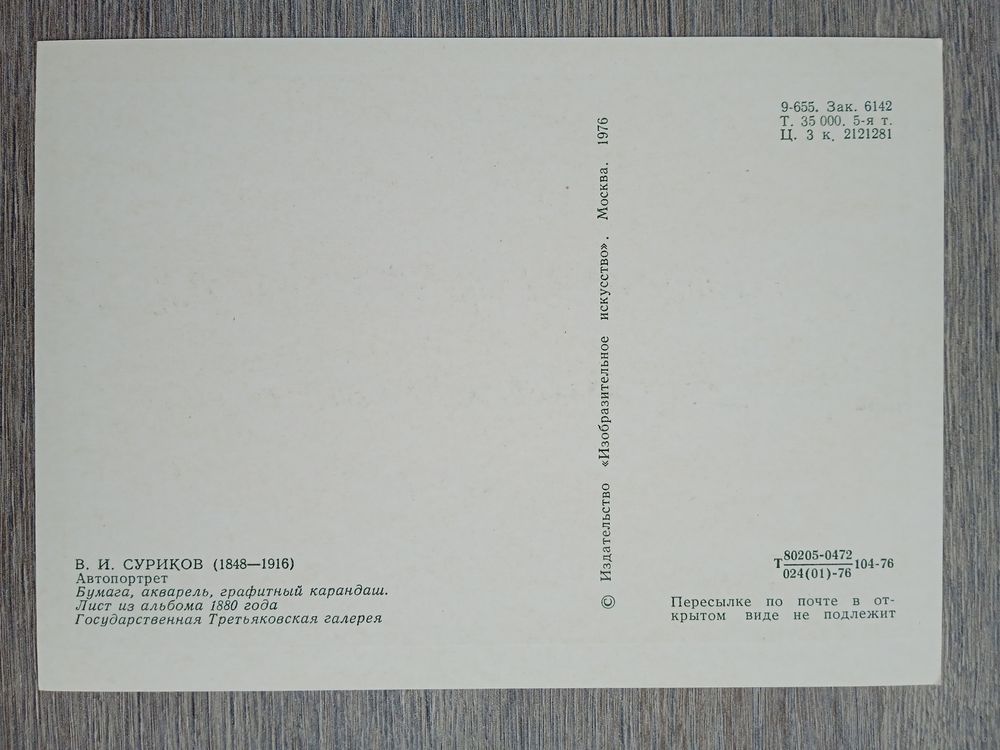 9-655. Зак. 6142
Т. 35 000. 5-я т.
Ц. 3 к. 2121281
© Издательство «Изобразительное искусство». Москва. 1976
В. И. СУРИКОВ (1848—1916)
Автопортрет
Бумага, акварель, графитный карандаш.
Лист из альбома 1880 года
Государственная Третьяковская галерея
80205-0472
Т 104-76
024(01)-76
Пересылке по почте в от-
крытом виде не подлежит